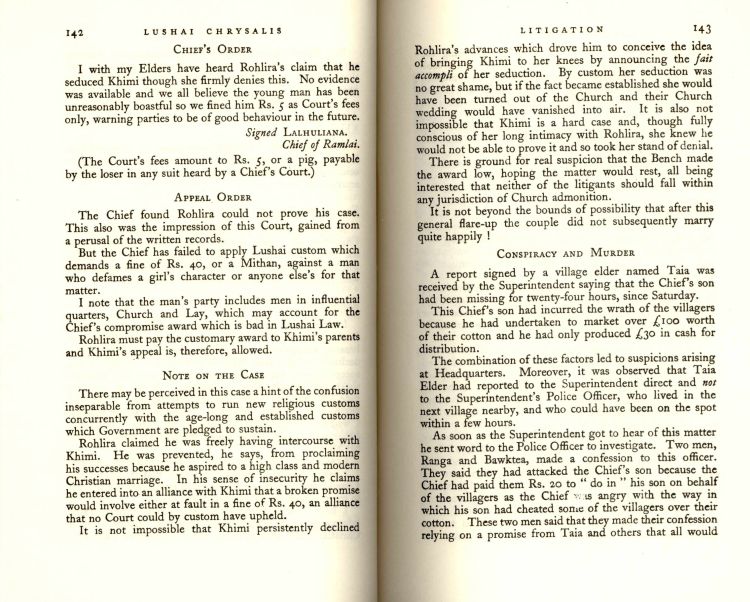 142 LUSHAI CHRYSALIS
CHIEF'S ORDER
I with my Elders have heard Rohlira's claim that he
seduced Khimi though she firmly denies this. No evidence
was available and we all believe the young man has been
unreasonably boastful so we fined him Rs. 5 as Court's fees
only, warning parties to be of good behaviour in the future.
Signed LALHULIANA.
Chief of Ramlai.
(The Court's fees amount to Rs. 5, or a pig, payable
by the loser in any suit heard by a Chief's Court.)
APPEAL ORDER
The Chief found Rohlira could not prove his case.
This also was the impression of this Court, gained from
a perusal of the written records.
But the Chief has failed to apply Lushai custom which
demands a fine of Rs. 40, or a Mithan, against a man
who defames a girl's character or anyone else's for that
matter.
I note that the man's party includes men in influential
quarters, Church and Lay, which may account for the
Chief's compromise award which is bad in Lushai Law.
Rohlira must pay the customary award to Khimi's parents
and Khimi's appeal is, therefore, allowed.
NOTE ON THE CASE
There may be perceived in this case a hint of the confusion
inseparable from attempts to run new religious customs
concurrently with the age-long and established customs
which Government are pledged to sustain.
Rohlira claimed he was freely having intercourse with
Khimi. He was prevented, he says, from proclaiming
his successes because he aspired to a high class and modern
Christian marriage. In his sense of insecurity he claims
he entered into an alliance with Khimi that a broken promise
would involve either at fault in a fine of Rs. 40, an alliance
that no Court could by custom have upheld.
It is not impossible that Khimi persistently declined
LITIGATION 143
Rohlira's advances which drove him to conceive the idea
of bringing Khimi to her knees by announcing the fait
accompli of her seduction. By custom her seduction was
no great shame, but if the fact became established she would
have been turned out of the Church and their Church
wedding would have vanished into air. It is also not
impossible that Khimi is a hard case and, though fully
conscious of her long intimacy with Rohlira, she knew he
would not be able to prove it and so took her stand of denial.
There is ground for real suspicion that the Bench made
the award low, hoping the matter would rest, all being
interested that neither of the litigants should fall within
any jurisdiction of Church admonition.
It is not beyond the bounds of possibility that after this
general flare-up the couple did not subsequently marry
quite happily !
CONSPIRACY AND MURDER
A report signed by a village elder named Taia was
received by the Superintendent saying that the Chief's son
had been missing for twenty-four hours, since Saturday.
This Chief's son had incurred the wrath of the villagers
because he had undertaken to market over £100 worth
of their cotton and he had only produced £30 in cash for
distribution.
The combination of these factors led to suspicions arising
at Headquarters. Moreover, it was observed that Taia
Elder had reported to the Superintendent direct and not
to the Superintendent's Police Officer, who lived in the
next village nearby, and who could have been on the spot
within a few hours.
As soon as the Superintendent got to hear of this matter
he sent word to the Police Officer to investigate. Two men,
Ranga and Bawktea, made a confession to this officer.
They said they had attacked the Chief's son because the
Chief had paid them Rs. 20 to " do in " his son on behalf
of the villagers as the Chief was angry with the way in
which his son had cheated some of the villagers over their
cotton. These two men said that they made their confession
relying on a promise from Taia and others that all would